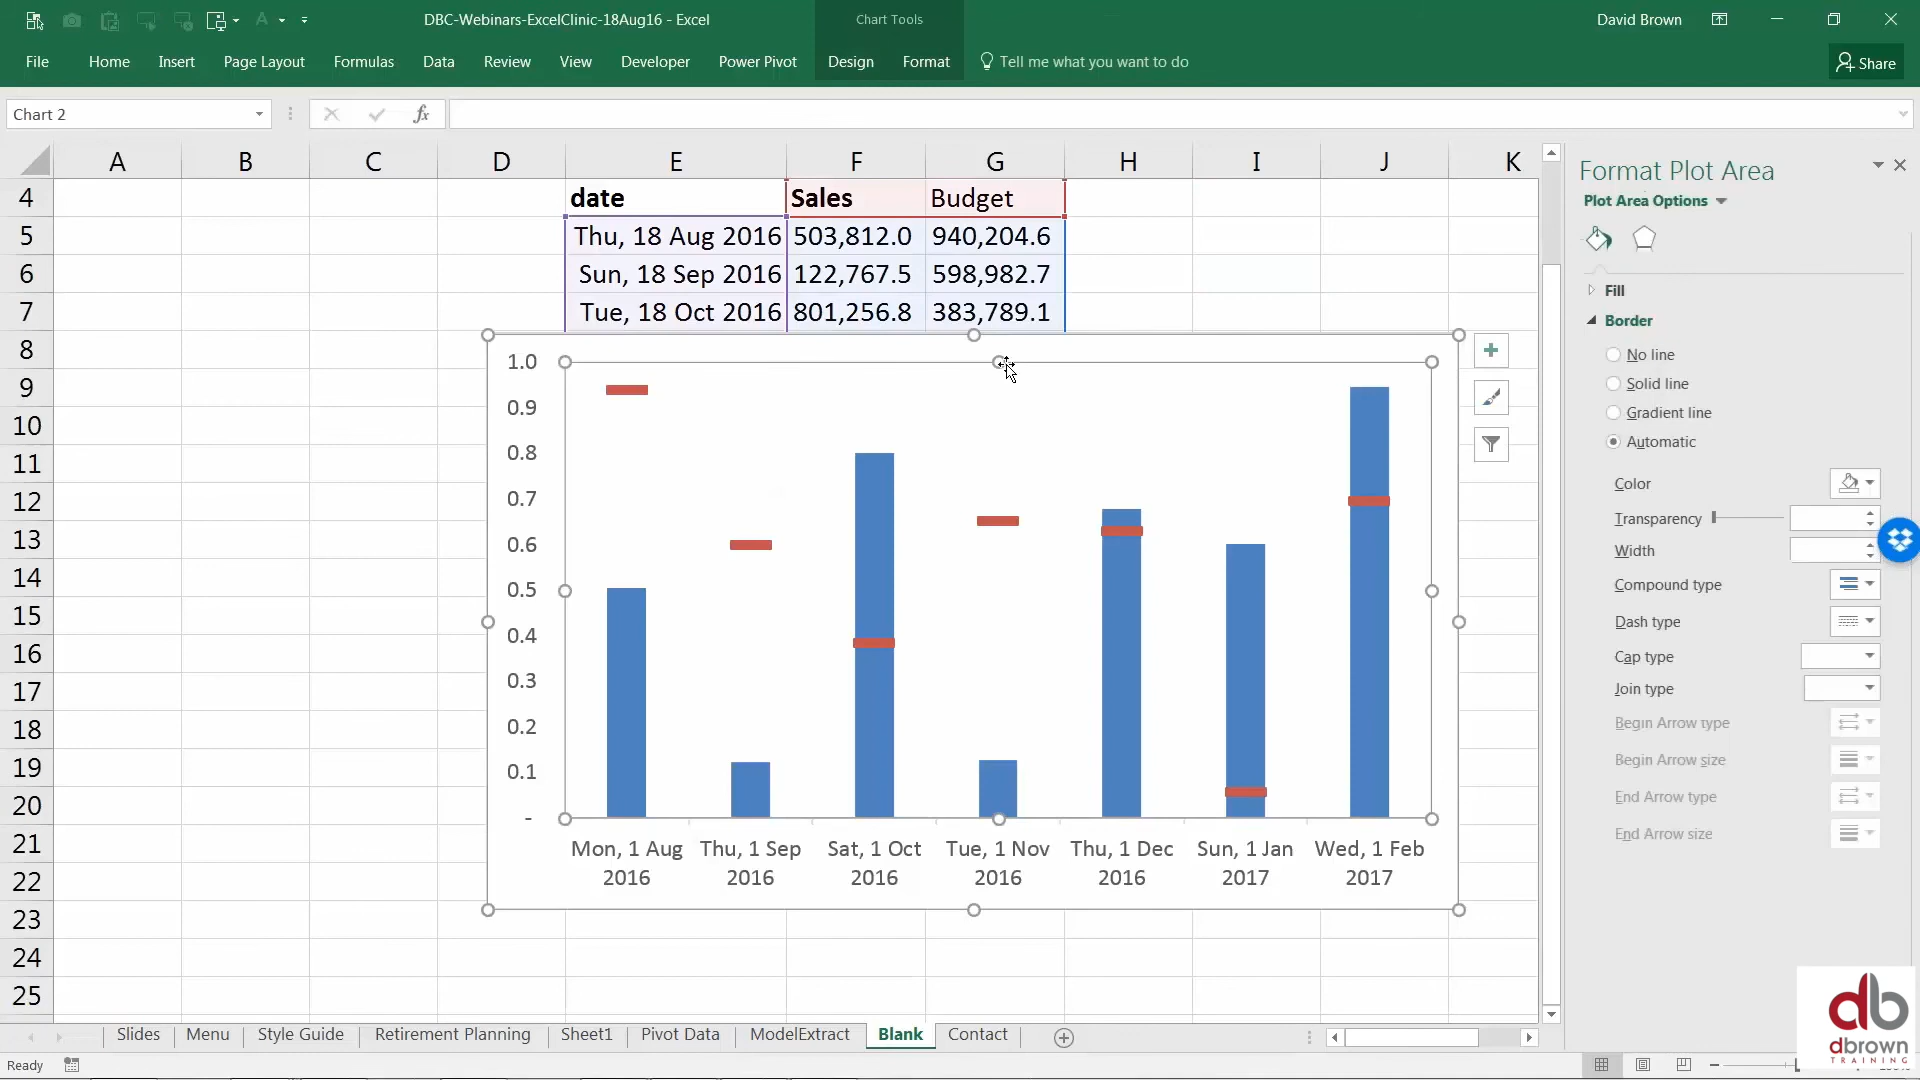 DBC-Webinars-ExcelClinic-18Aug16 - Excel
Chart Tools
David Brown
File Home Insert Page Layout Formulas Data Review View Developer Power Pivot Design Format Tell me what you want to do Share
Chart 2
fx
A B C D E F G H I J K
4 date Sales Budget
5 Thu, 18 Aug 2016 503,812.0 940,204.6
6 Sun, 18 Sep 2016 122,767.5 598,982.7
7 Tue, 18 Oct 2016 801,256.8 383,789.1
8
9
10
11
12
13
14
15
16
17
18
19
20
21
22
23
24
25
1.0
0.9
0.8
0.7
0.6
0.5
0.4
0.3
0.2
0.1
-
Mon, 1 Aug Thu, 1 Sep Sat, 1 Oct Tue, 1 Nov Thu, 1 Dec Sun, 1 Jan Wed, 1 Feb
2016 2016 2016 2016 2016 2017 2017
Format Plot Area
Plot Area Options
Fill
Border
No line
Solid line
Gradient line
Automatic
Color
Transparency
Width
Compound type
Dash type
Cap type
Join type
Begin Arrow type
Begin Arrow size
End Arrow type
End Arrow size
Slides Menu Style Guide Retirement Planning Sheet1 Pivot Data ModelExtract Blank Contact
Ready
db
dbrown
TRAINING